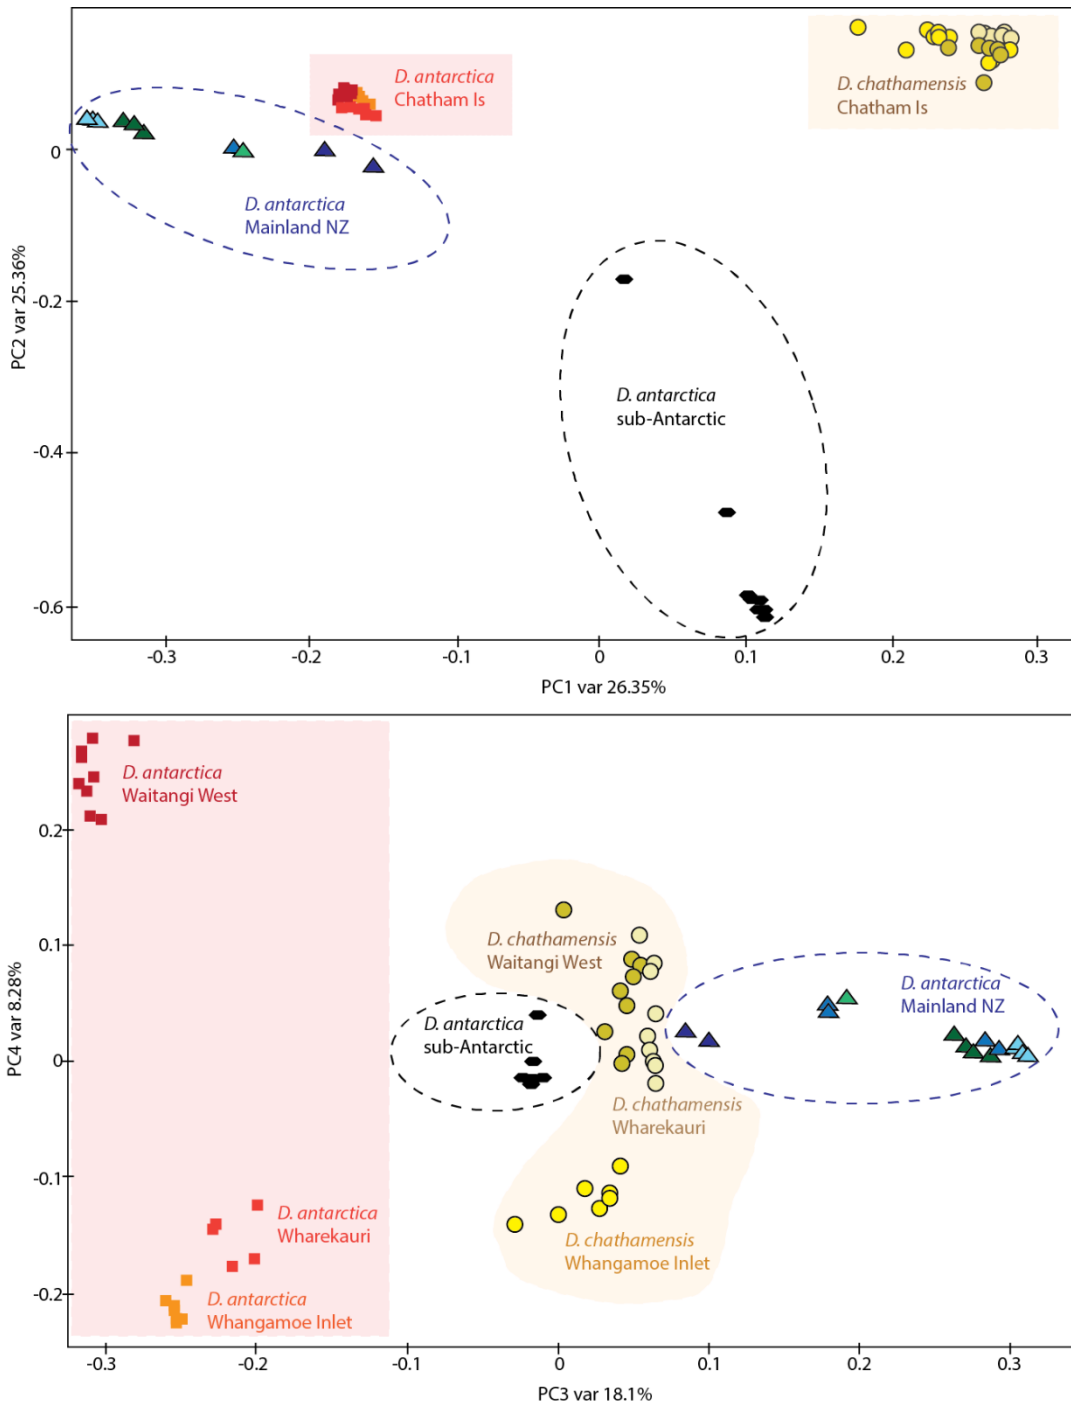 D. antarctica
Chatham Is
D. chathamensis
Chatham Is
0
D. antarctica
Mainland NZ
-0.2
D. antarctica
sub-Antarctic
-0.4
-0.6
PC2 var 25.36%
-0.3 -0.2 -0.1 0 0.1 0.2 0.3
PC1 var 26.35%
D. antarctica
Waitangi West
0.2
D. chathamensis
Waitangi West
0.1
D. antarctica
Mainland NZ
D. antarctica
sub-Antarctic
0
D. chathamensis
Wharekauri
-0.1
D. antarctica
Wharekauri
D. chathamensis
Whangamoe Inlet
-0.2
D. antarctica
Whangamoe Inlet
PC4 var 8.28%
-0.3 -0.2 -0.1 0 0.1 0.2 0.3
PC3 var 18.1%